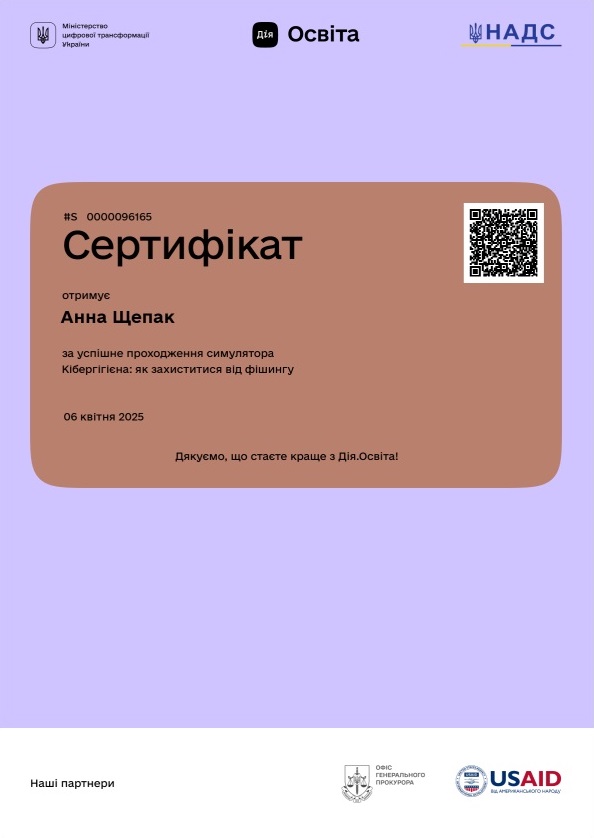 Міністерство
цифрової трансформації
України
Дія Освіта
НАДС
#S 0000096165
Сертифікат
отримує
Анна Щепак
за успішне проходження симулятора
Кібергігієна: як захиститися від фішингу
06 квітня 2025
Дякуємо, що стаєте краще з Дія.Освіта!
Наші партнери
ОФІС
ГЕНЕРАЛЬНОГО
ПРОКУРОРА
USAID
ВІД АМЕРИКАНСЬКОГО НАРОДУ